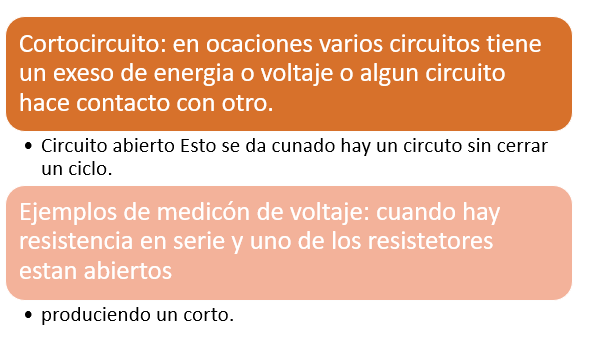 Cortocircuito: en ocaciones varios circuitos tiene
un exeso de energia o voltaje o algun circuito
hace contacto con otro.
• Circuito abierto Esto se da cunado hay un circuto sin cerrar
un ciclo.
Ejemplos de medicón de voltaje: cuando hay
resistencia en serie y uno de los resistetores
estan abiertos
• produciendo un corto.